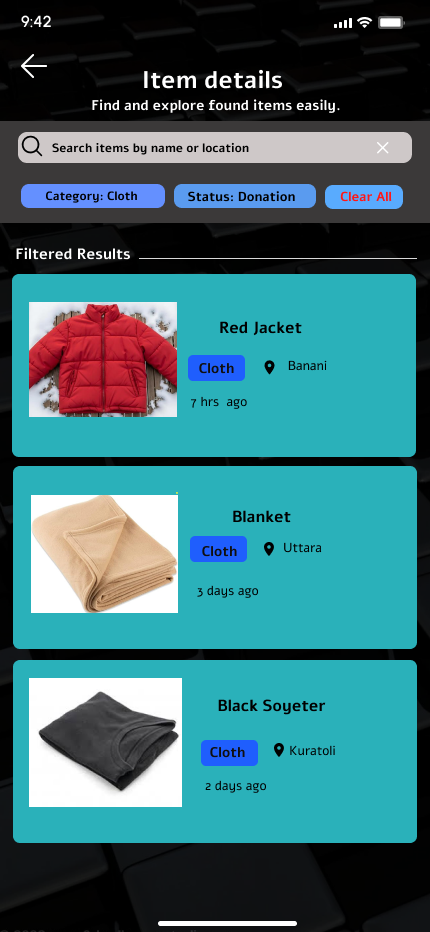 9:42
Item details
Find and explore found items easily.
Search items by name or location
Category: Cloth Status: Donation Clear All
Filtered Results
Red Jacket
Cloth Banani
7 hrs ago
Blanket
Cloth Uttara
3 days ago
Black Soyeter
Cloth Kuratoli
2 days ago